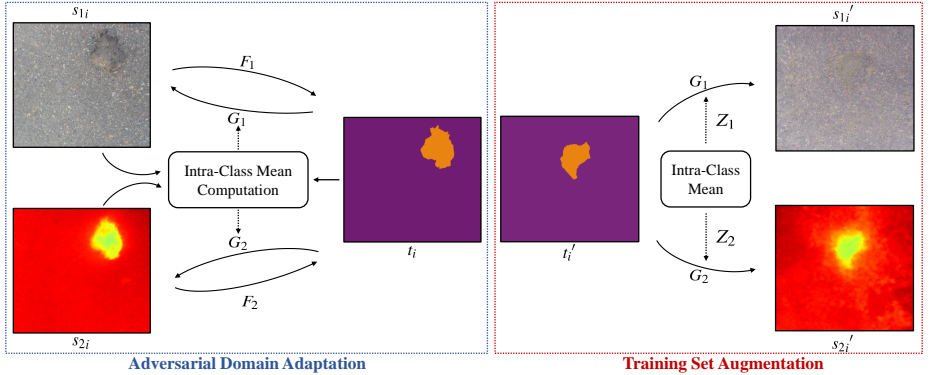 s₁ᵢ
F₁
G₁
Intra-Class Mean
Computation
G₂
F₂
s₂ᵢ
tᵢ
Adversarial Domain Adaptation
s₁ᵢ′
G₁
Z₁
Intra-Class
Mean
Z₂
G₂
tᵢ′
s₂ᵢ′
Training Set Augmentation